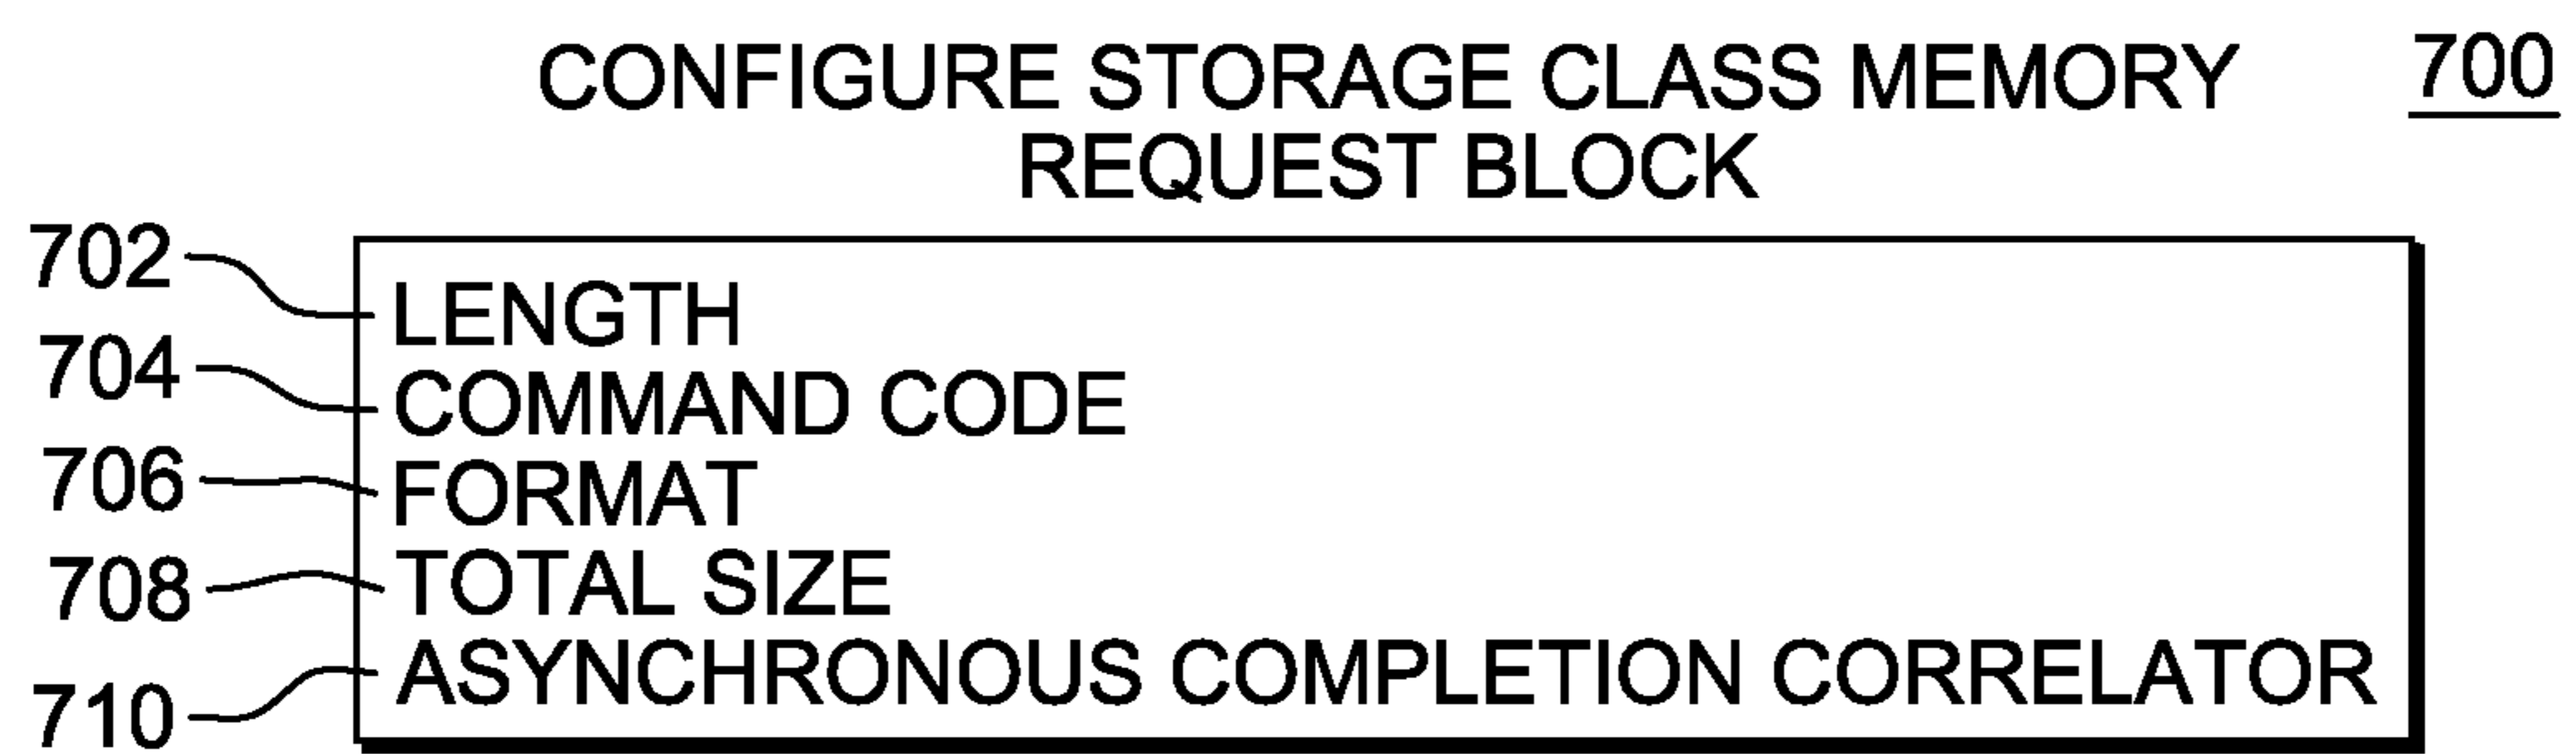 CONFIGURE STORAGE CLASS MEMORY 700
REQUEST BLOCK
702 LENGTH
704 COMMAND CODE
706 FORMAT
708 TOTAL SIZE
710 ASYNCHRONOUS COMPLETION CORRELATOR